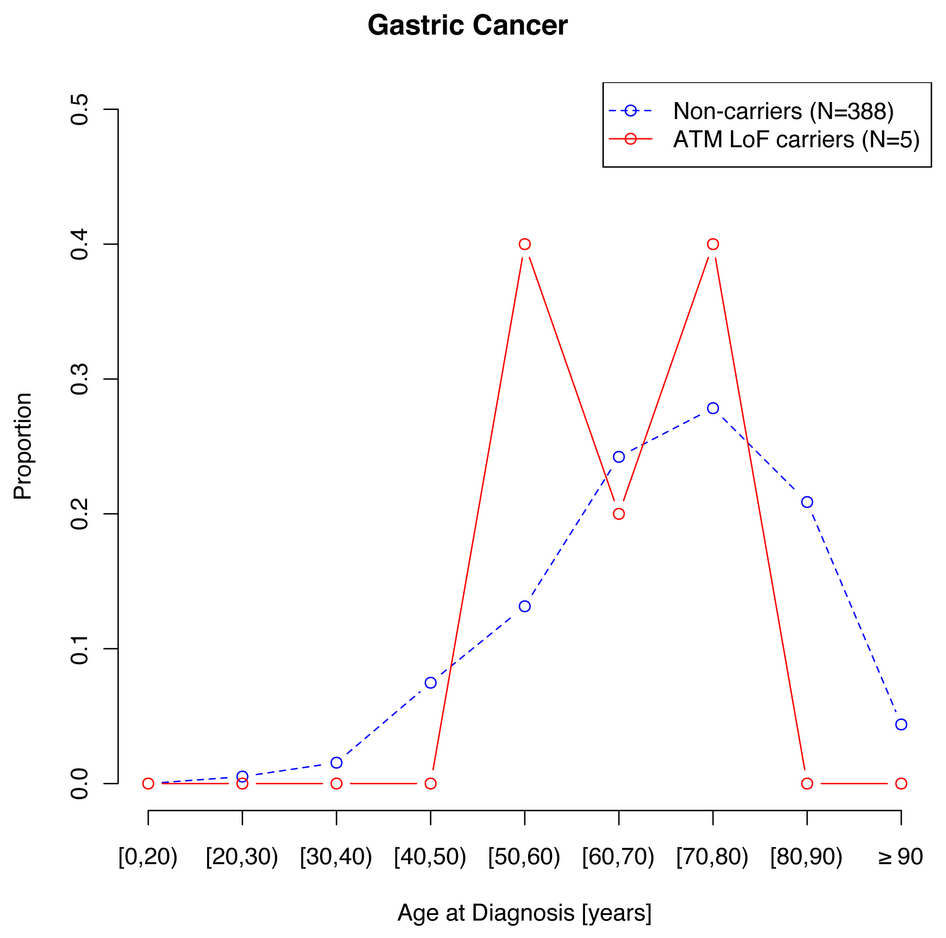 Gastric Cancer
Non-carriers (N=388)
ATM LoF carriers (N=5)
0.5
0.4
0.3
0.2
0.1
0.0
Proportion
[0,20) [20,30) [30,40) [40,50) [50,60) [60,70) [70,80) [80,90) ≥ 90
Age at Diagnosis [years]